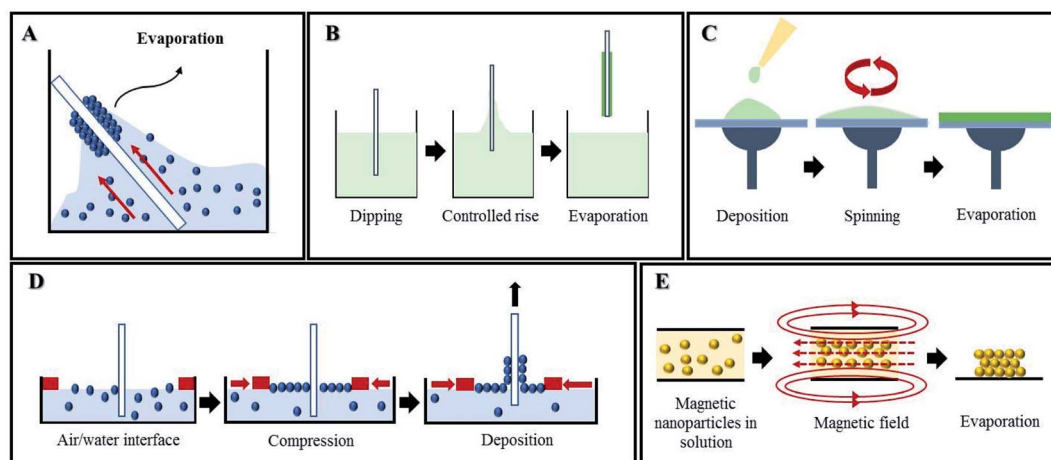 A
Evaporation
B
Dipping
Controlled rise
Evaporation
C
Deposition
Spinning
Evaporation
D
Air/water interface
Compression
Deposition
E
Magnetic
nanoparticles in
solution
Magnetic field
Evaporation